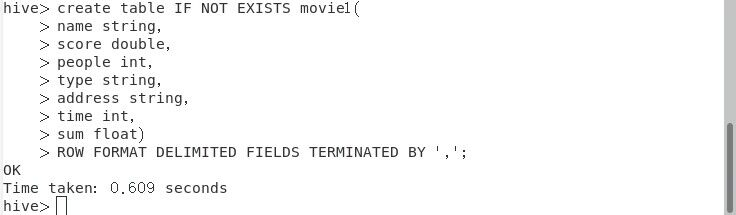 hive> create table IF NOT EXISTS movie1(
> name string,
> score double,
> people int,
> type string,
> address string,
> time int,
> sum float)
> ROW FORMAT DELIMITED FIELDS TERMINATED BY ',';
OK
Time taken: 0.609 seconds
hive>